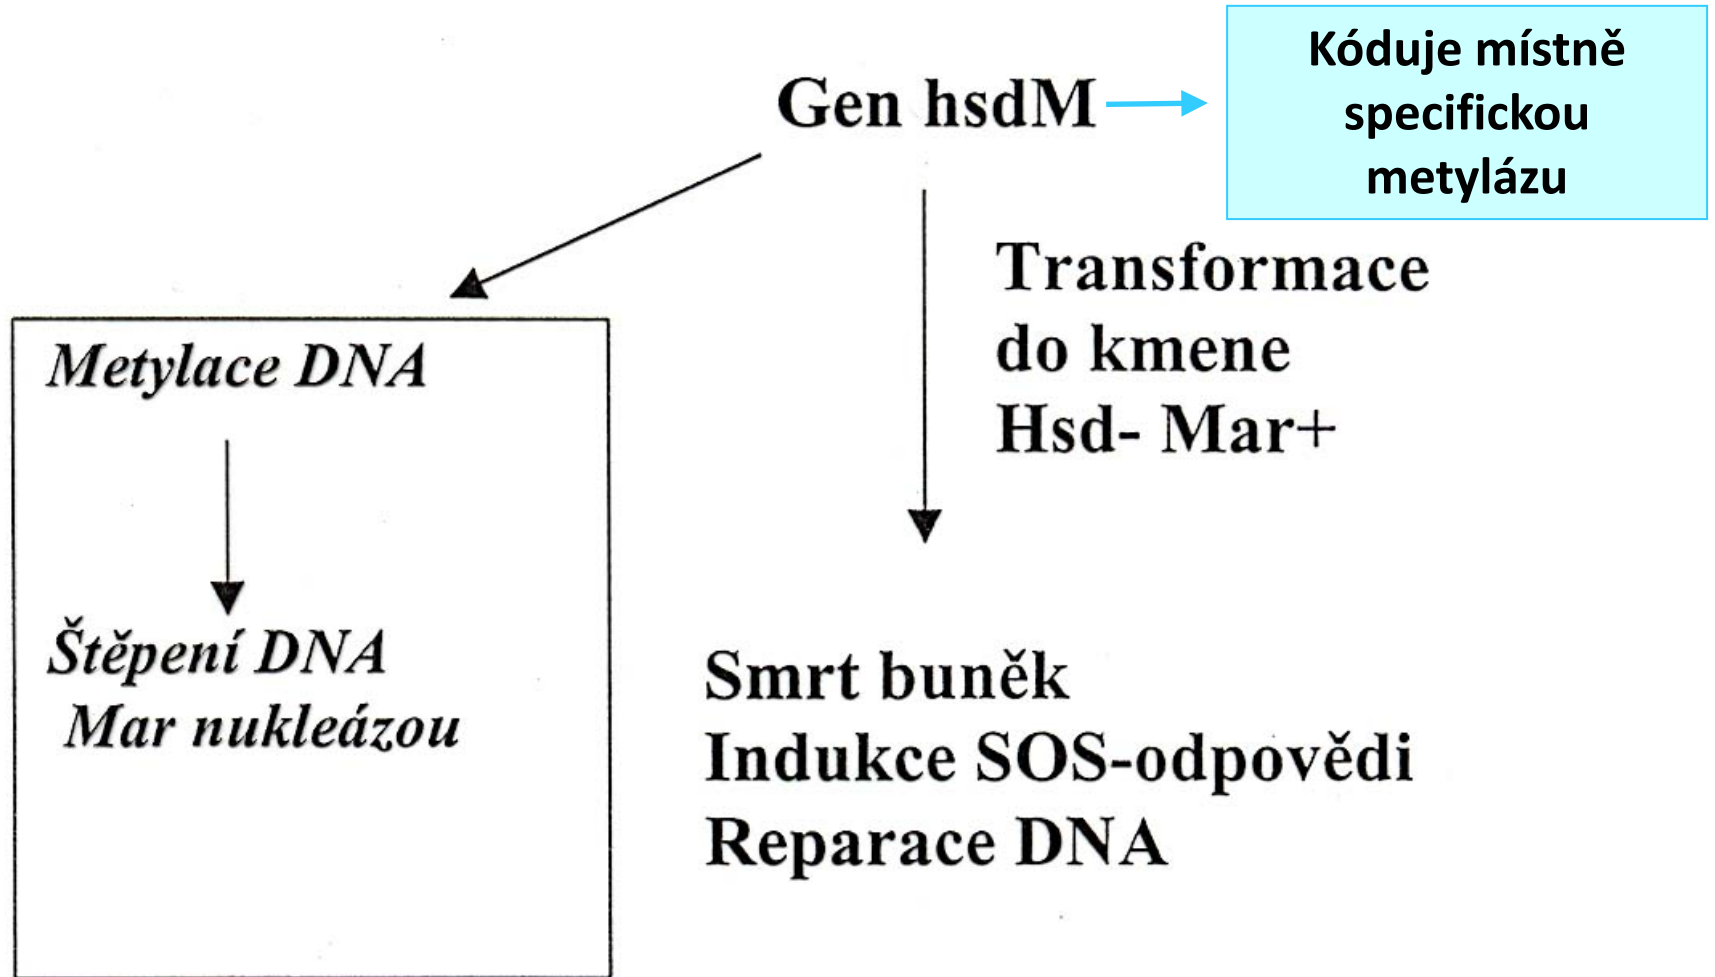 Gen hsdM
Kóduje místně
specifickou
metylázu
Transformace
do kmene
Hsd- Mar+
Metylace DNA
Štěpení DNA
Mar nukleázou
Smrt buněk
Indukce SOS-odpovědi
Reparace DNA